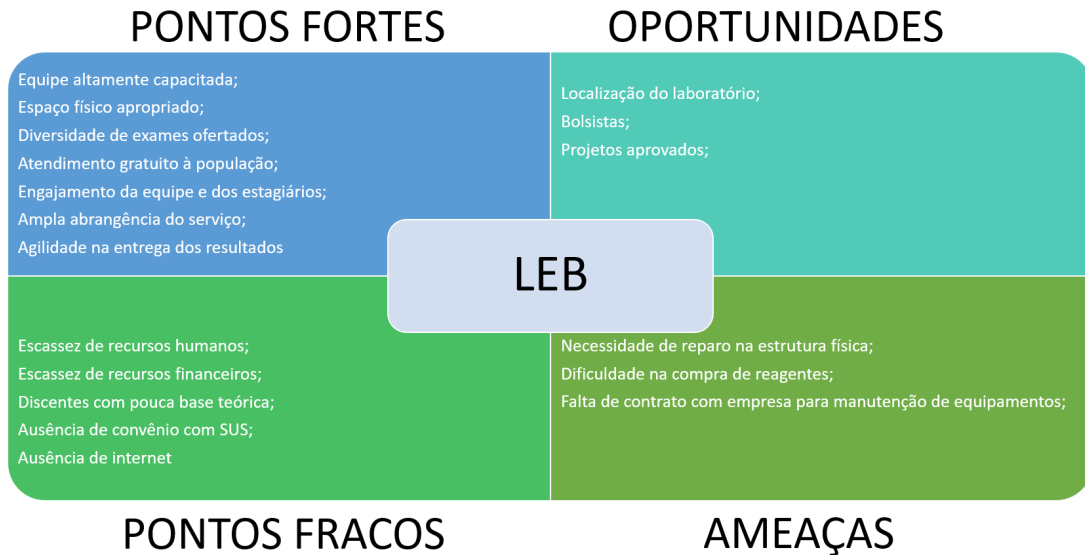 PONTOS FORTES
Equipe altamente capacitada;
Espaço físico apropriado;
Diversidade de exames ofertados;
Atendimento gratuito à população;
Engajamento da equipe e dos estagiários;
Ampla abrangência do serviço;
Agilidade na entrega dos resultados
OPORTUNIDADES
Localização do laboratório;
Bolsistas;
Projetos aprovados;
LEB
Escassez de recursos humanos;
Escassez de recursos financeiros;
Discentes com pouca base teórica;
Ausência de convênio com SUS;
Ausência de internet
PONTOS FRACOS
Necessidade de reparo na estrutura física;
Dificuldade na compra de reagentes;
Falta de contrato com empresa para manutenção de equipamentos;
AMEAÇAS